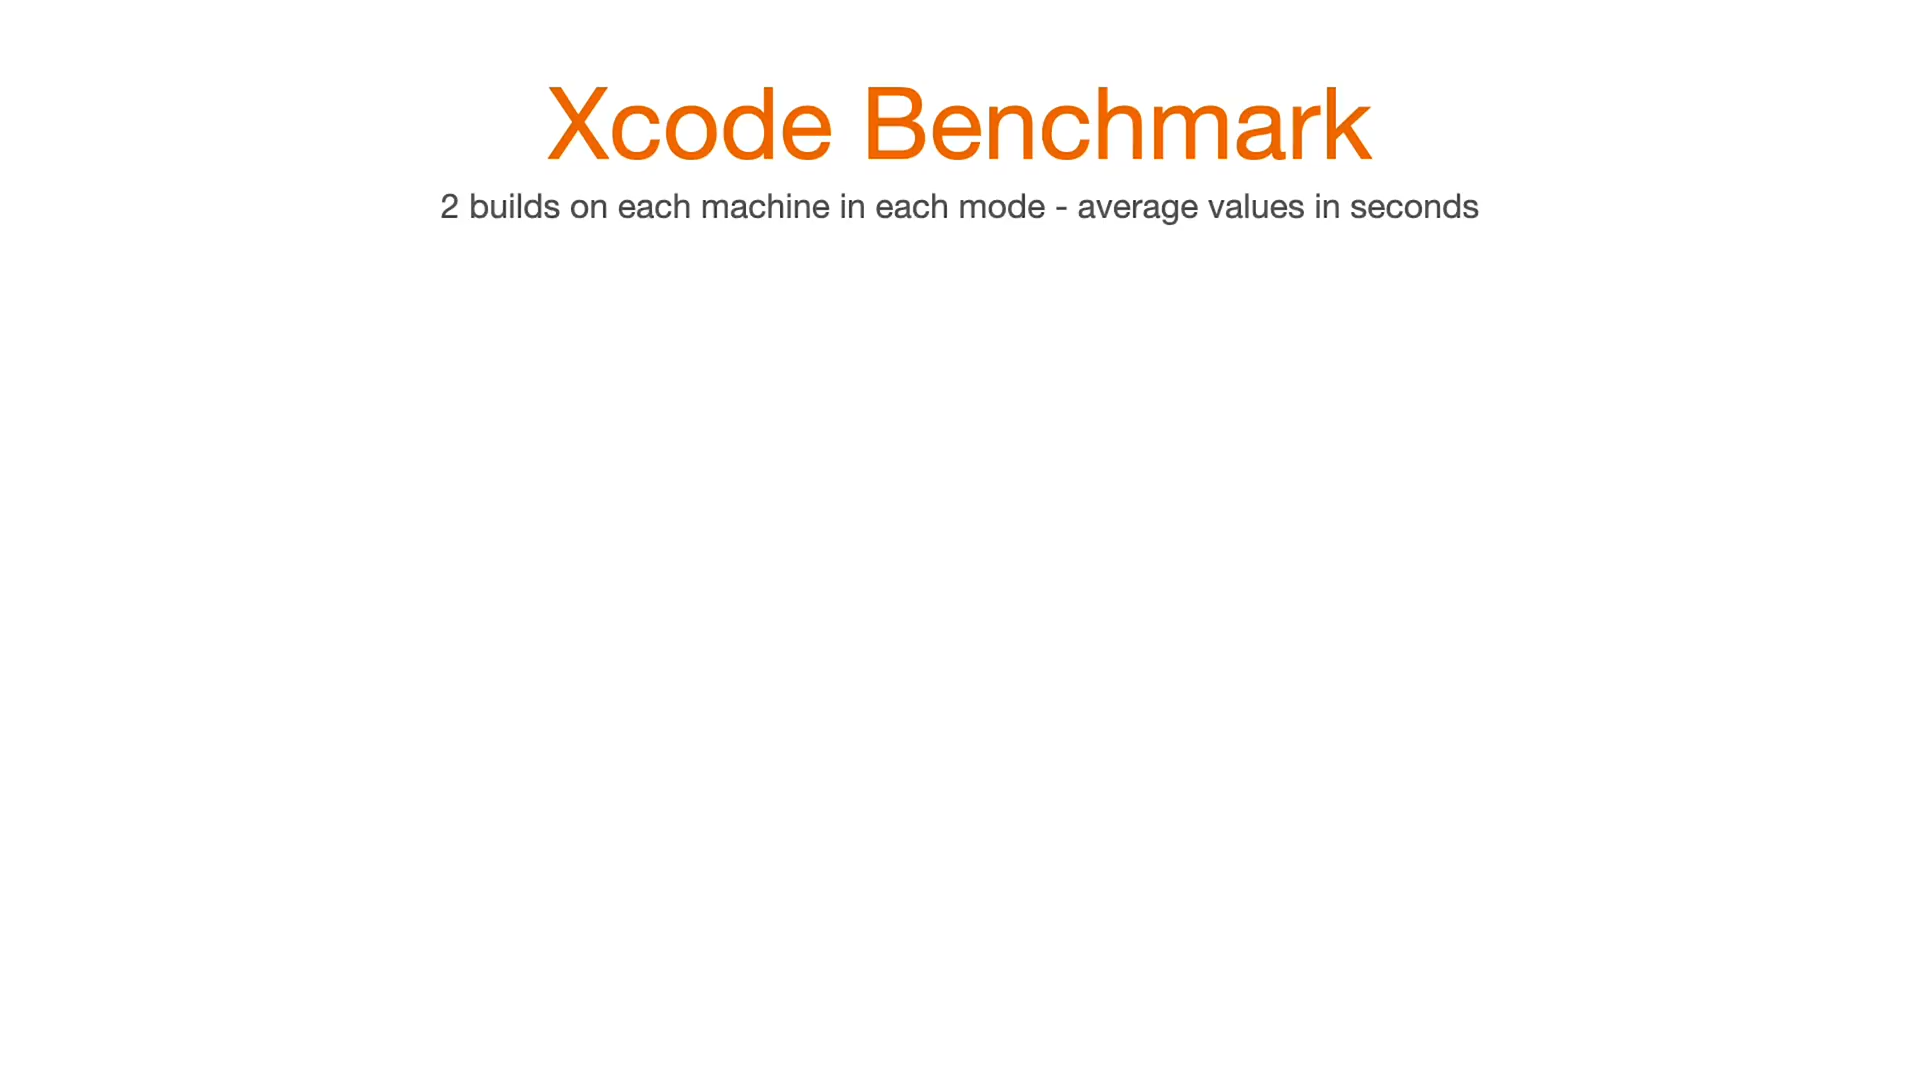 Xcode Benchmark
2 builds on each machine in each mode - average values in seconds